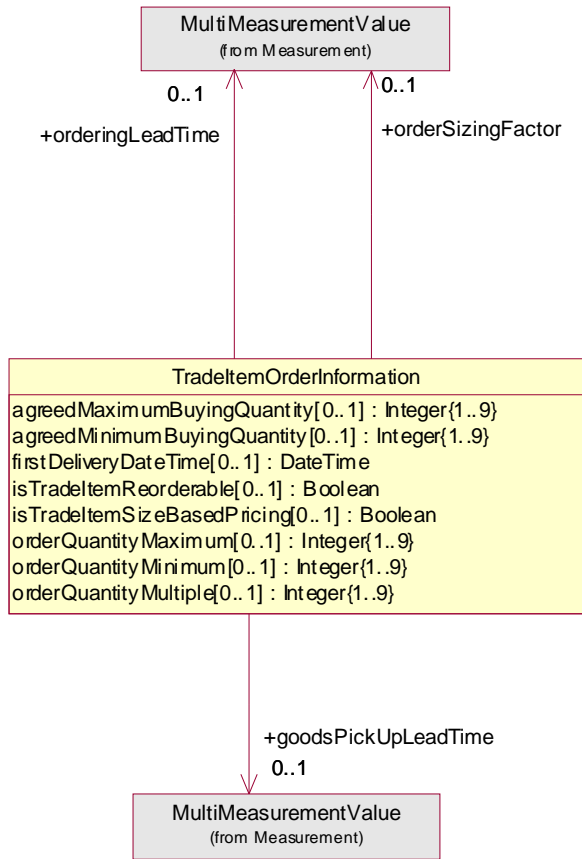 MultiMeasurementValue
(from Measurement)
0..1
0..1
+orderingLeadTime
+orderSizingFactor
TradeItemOrderInformation
agreedMaximumBuyingQuantity[0..1] : Integer{1..9}
agreedMinimumBuyingQuantity[0..1] : Integer{1..9}
firstDeliveryDateTime[0..1] : DateTime
isTradeItemReorderable[0..1] : Boolean
isTradeItemSizeBasedPricing[0..1] : Boolean
orderQuantityMaximum[0..1] : Integer{1..9}
orderQuantityMinimum[0..1] : Integer{1..9}
orderQuantityMultiple[0..1] : Integer{1..9}
+goodsPickUpLeadTime
0..1
MultiMeasurementValue
(from Measurement)